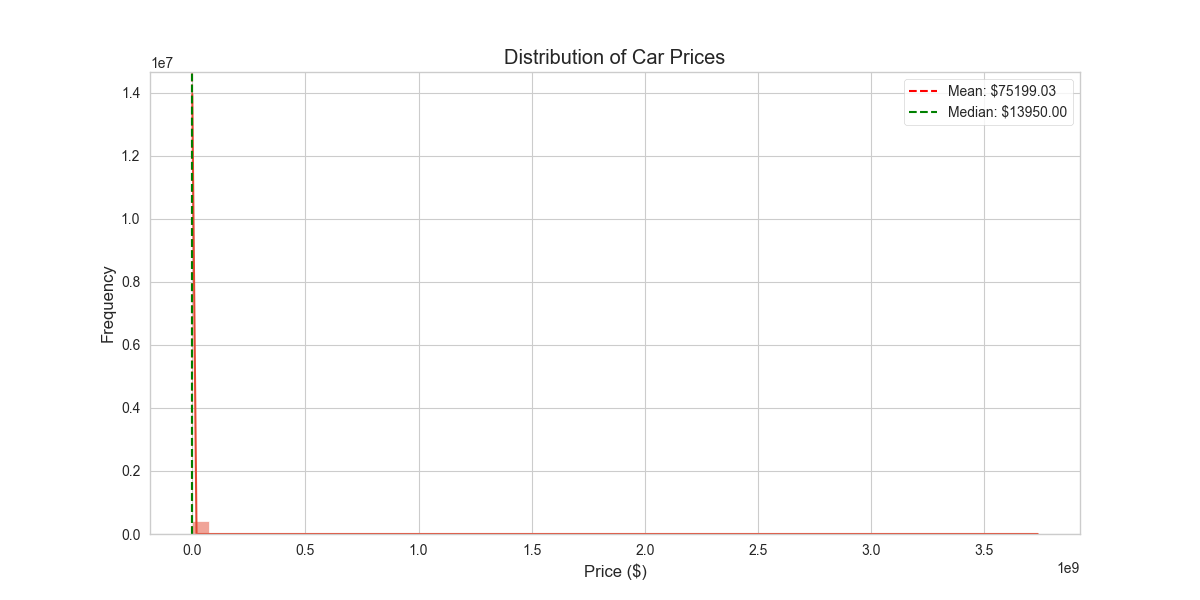 Distribution of Car Prices
1e7
Mean: $75199.03
Median: $13950.00
1.4
1.2
1.0
0.8
0.6
0.4
0.2
0.0
Frequency
0.0 0.5 1.0 1.5 2.0 2.5 3.0 3.5
1e9
Price ($)